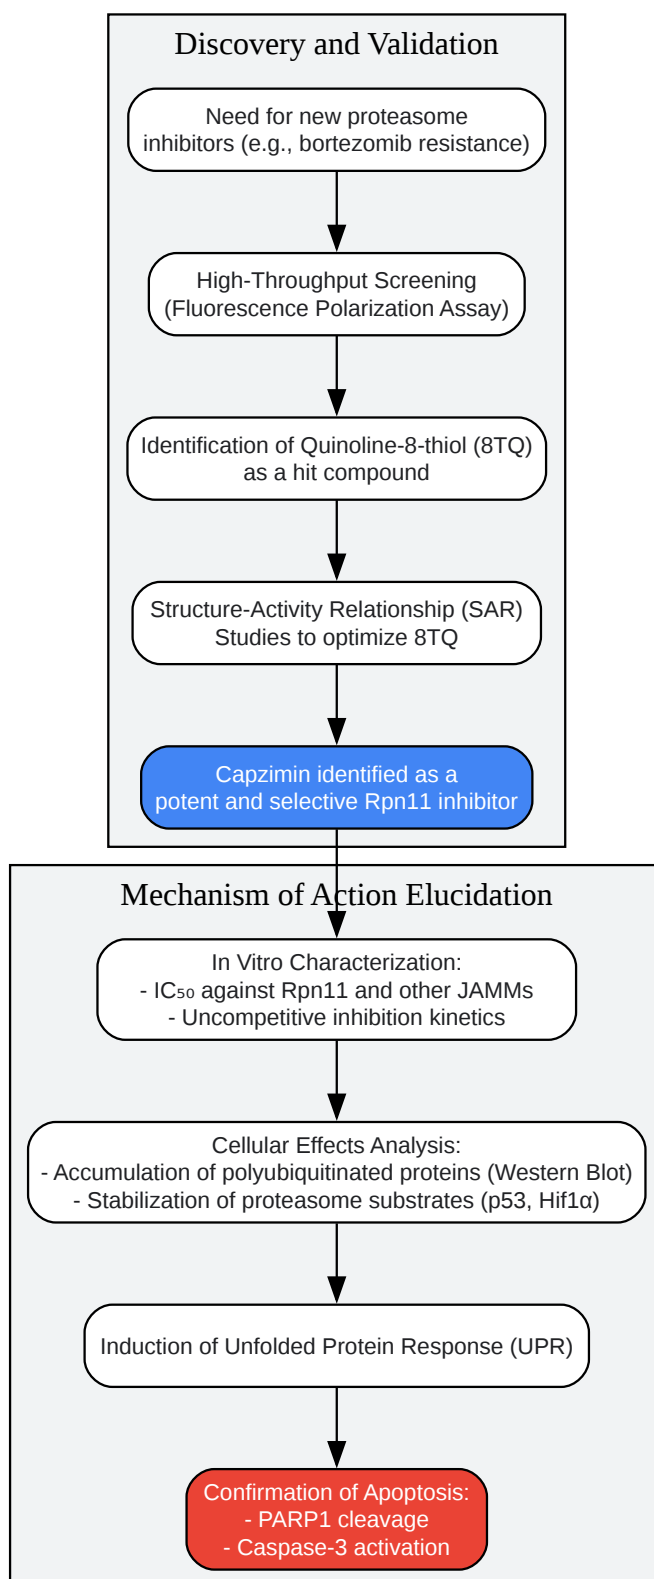 Discovery and Validation
Need for new proteasome
inhibitors (e.g., bortezomib resistance)
High-Throughput Screening
(Fluorescence Polarization Assay)
Identification of Quinoline-8-thiol (8TQ)
as a hit compound
Structure-Activity Relationship (SAR)
Studies to optimize 8TQ
Capzimin identified as a
potent and selective Rpn11 inhibitor
Mechanism of Action Elucidation
In Vitro Characterization:
- IC₅₀ against Rpn11 and other JAMMs
- Uncompetitive inhibition kinetics
Cellular Effects Analysis:
- Accumulation of polyubiquitinated proteins (Western Blot)
- Stabilization of proteasome substrates (p53, Hif1α)
Induction of Unfolded Protein Response (UPR)
Confirmation of Apoptosis:
- PARP1 cleavage
- Caspase-3 activation